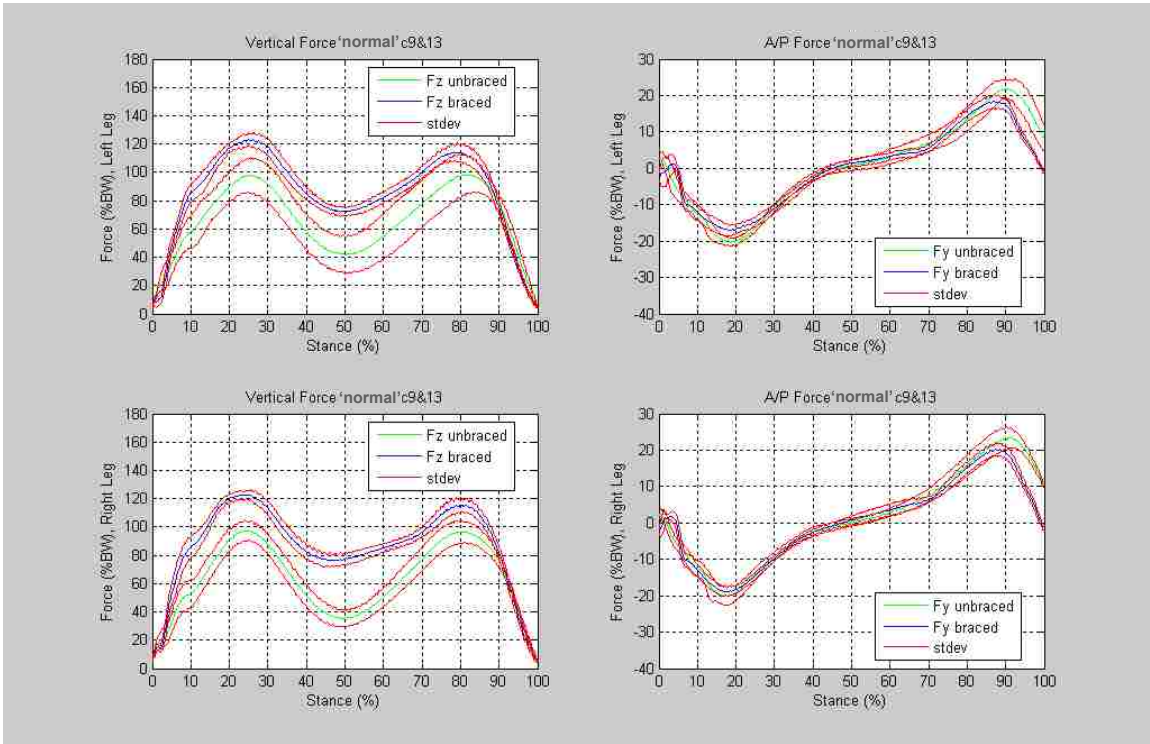 Vertical Force 'normal' c9&13
180
160
140
120
100
80
60
40
20
0
Force (%BW), Left Leg
Fz unbraced
Fz braced
stdev
0 10 20 30 40 50 60 70 80 90 100
Stance (%)
A/P Force 'normal' c9&13
30
20
10
0
-10
-20
-30
-40
Force (%BW), Left Leg
Fy unbraced
Fy braced
stdev
0 10 20 30 40 50 60 70 80 90 100
Stance (%)
Vertical Force 'normal' c9&13
180
160
140
120
100
80
60
40
20
0
Force (%BW), Right Leg
Fz unbraced
Fz braced
stdev
0 10 20 30 40 50 60 70 80 90 100
Stance (%)
A/P Force 'normal' c9&13
30
20
10
0
-10
-20
-30
-40
Force (%BW), Right Leg
Fy unbraced
Fy braced
stdev
0 10 20 30 40 50 60 70 80 90 100
Stance (%)